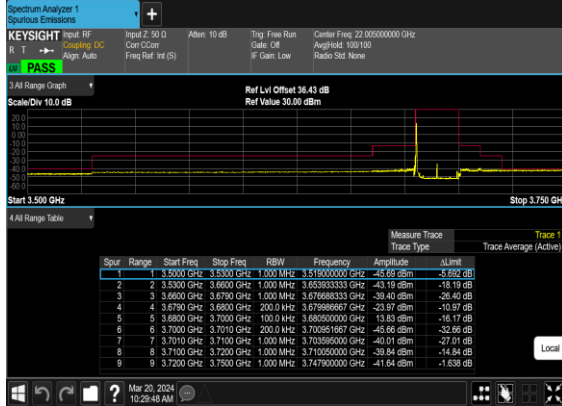 Spectrum Analyzer 1
Spurious Emissions
KEYSIGHT Input: RF Input Z: 50 Ω Atten: 10 dB Trig: Free Run Center Freq: 22.005000000 GHz
R T Coupling: DC Corr CCorr Gate: Off Avg|Hold: 100/100
Align: Auto Freq Ref: Int (S) IF Gain: Low Radio Std: None
PASS
3 All Range Graph Ref Lvl Offset 36.43 dB
Scale/Div 10.0 dB Ref Value 30.00 dBm
20.0
10.0
0.00
-10.0
-20.0
-30.0
-40.0
-50.0
-60.0
Start 3.500 GHz Stop 3.750 GHz
4 All Range Table
Measure Trace Trace 1
Trace Type Trace Average (Active)
Spur Range Start Freq Stop Freq RBW Frequency Amplitude ΔLimit
1 1 3.5000 GHz 3.5300 GHz 1.000 MHz 3.519000000 GHz -45.69 dBm -5.692 dB
2 2 3.5300 GHz 3.6600 GHz 1.000 MHz 3.653933333 GHz -43.19 dBm -18.19 dB
3 3 3.6600 GHz 3.6790 GHz 1.000 MHz 3.676688333 GHz -39.40 dBm -26.40 dB
4 4 3.6790 GHz 3.6800 GHz 200.0 kHz 3.679986667 GHz -23.97 dBm -10.97 dB
5 5 3.6800 GHz 3.7000 GHz 100.0 kHz 3.680500000 GHz 13.83 dBm -16.17 dB
6 6 3.7000 GHz 3.7010 GHz 200.0 kHz 3.700951667 GHz -45.66 dBm -32.66 dB
7 7 3.7010 GHz 3.7100 GHz 1.000 MHz 3.703595000 GHz -40.01 dBm -27.01 dB
8 8 3.7100 GHz 3.7200 GHz 1.000 MHz 3.710050000 GHz -39.84 dBm -14.84 dB
9 9 3.7200 GHz 3.7500 GHz 1.000 MHz 3.747900000 GHz -41.64 dBm -1.638 dB
Local
Mar 20, 2024
10:29:48 AM